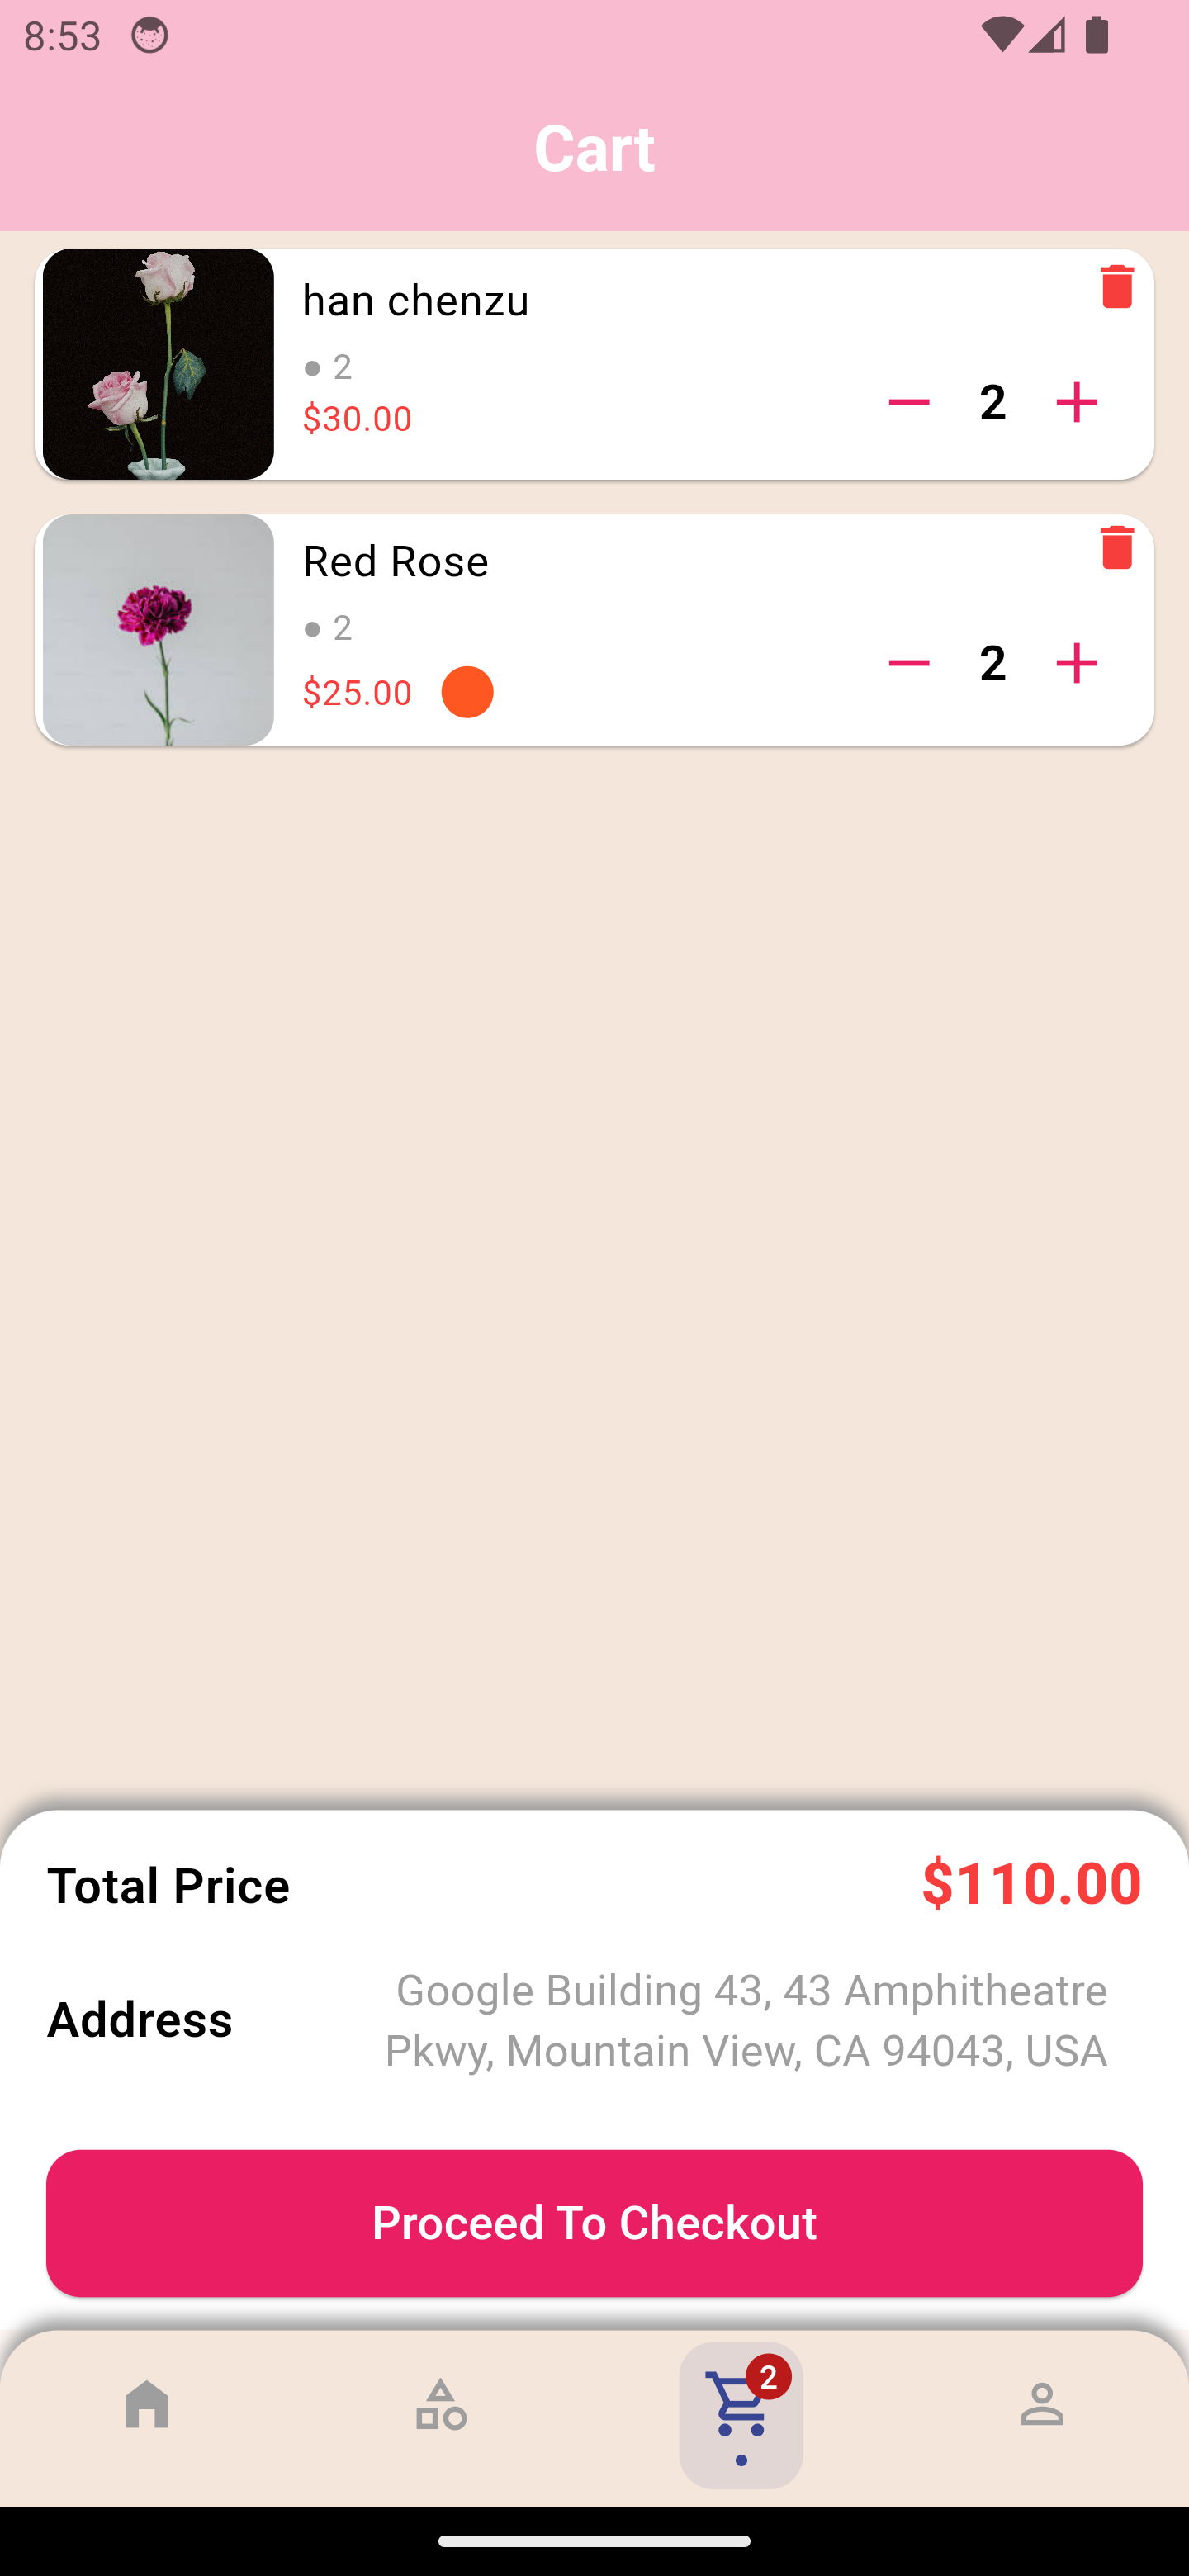 8:53
Cart
han chenzu
● 2
$30.00
2
Red Rose
● 2
$25.00
2
Total Price
$110.00
Address
Google Building 43, 43 Amphitheatre
Pkwy, Mountain View, CA 94043, USA
Proceed To Checkout
2